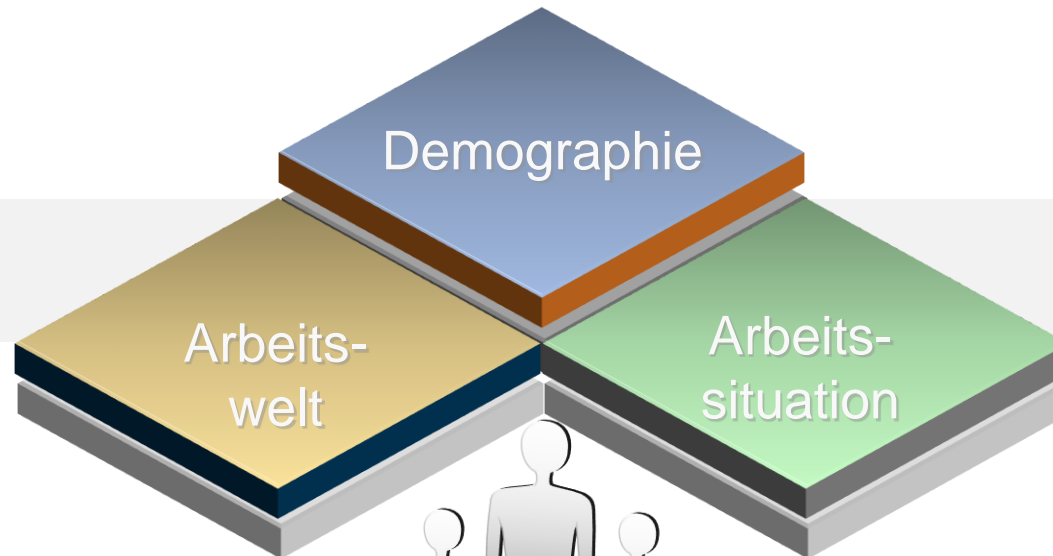 Demographie
Arbeits-
welt
Arbeits-
situation